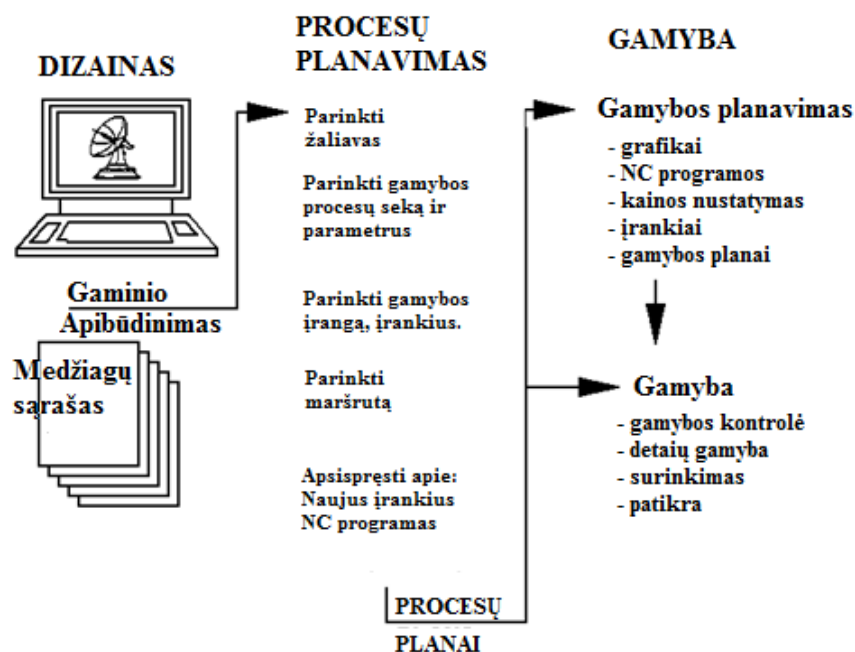 DIZAINAS
Gaminio
Apibūdinimas
Medžiagų
sąrašas
PROCESŲ
PLANAVIMAS
Parinkti
žaliavas
Parinkti gamybos
procesų seką ir
parametrus
Parinkti gamybos
įrangą, įrankius.
Parinkti
maršrutą
Apsispręsti apie:
Naujus įrankius
NC programas
PROCESŲ
PLANAI
GAMYBA
Gamybos planavimas
- grafikai
- NC programos
- kainos nustatymas
- įrankiai
- gamybos planai
Gamyba
- gamybos kontrolė
- detaių gamyba
- surinkimas
- patikra